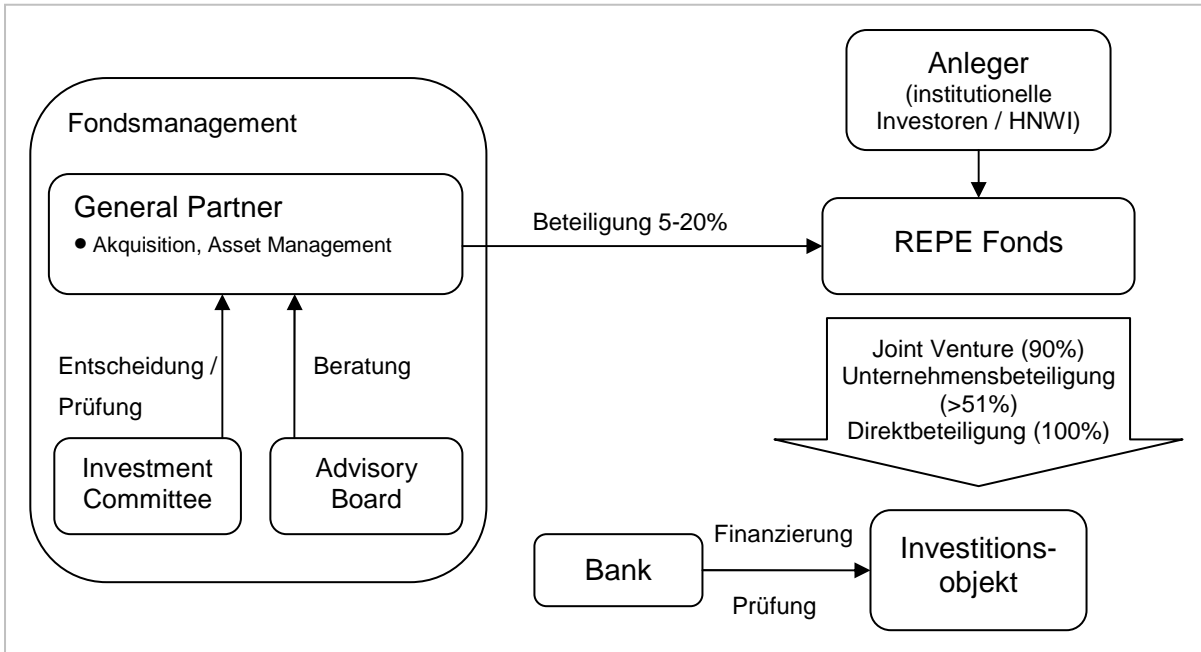 Fondsmanagement
General Partner
● Akquisition, Asset Management
Entscheidung /
Prüfung
Beratung
Investment
Committee
Advisory
Board
Beteiligung 5-20%
Anleger
(institutionelle
Investoren / HNWI)
REPE Fonds
Joint Venture (90%)
Unternehmensbeteiligung
(>51%)
Direktbeteiligung (100%)
Bank
Finanzierung
Prüfung
Investitions-
objekt